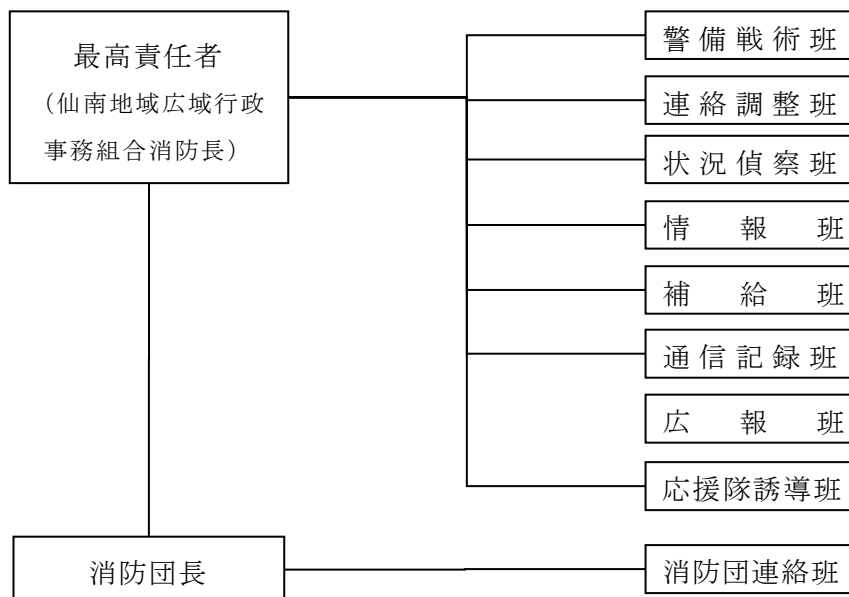 最高責任者
（仙南地域広域行政
事務組合消防長）
警備戦術班
連絡調整班
状況偵察班
情報班
補給班
通信記録班
広報班
応援隊誘導班
消防団長
消防団連絡班